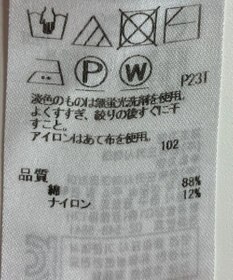 P W P231
淡色のものは無蛍光洗剤を使用。
よくすすぎ、絞りの後すぐに干
すこと。
アイロンはあて布を使用。
102
品質
綿 88%
ナイロン 12%